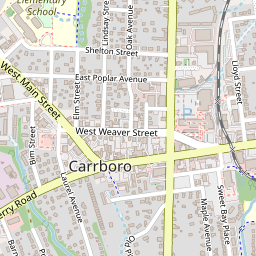 Elementary
School
Lindsay Street
Oak Avenue
Shelton Street
East Poplar Avenue
West Main Street
Elm Street
Lloyd Street
P
West Weaver Street
Bim Street
Carrboro
Laurel Avenue
erry Road
Maple Avenue
Sweet Bay Place